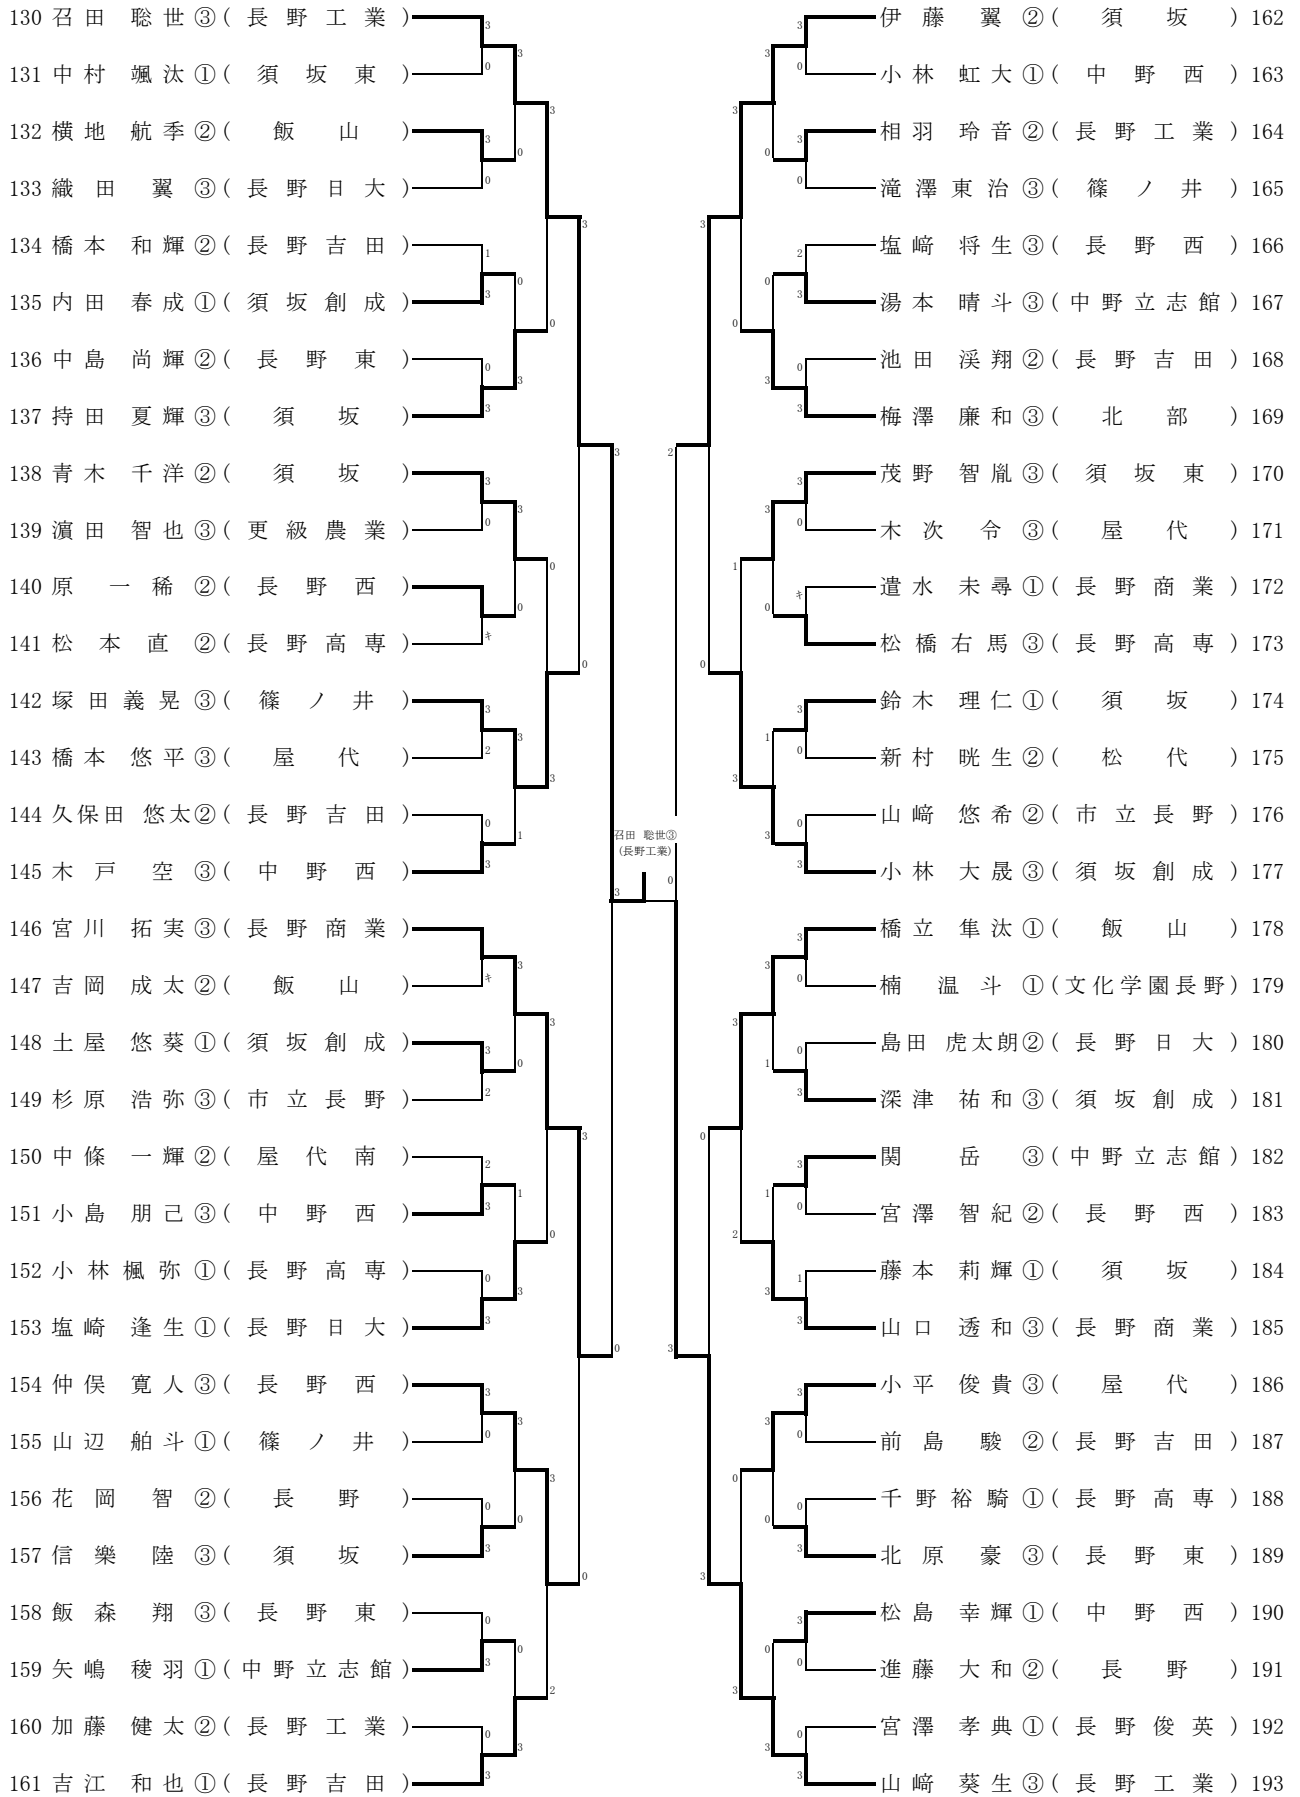 130 召田 聡世 ③ ( 長野工業 )
131 中村 颯汰 ① ( 須坂東 )
132 横地 航季 ② ( 飯山 )
133 織田 翼 ③ ( 長野日大 )
134 橋本 和輝 ② ( 長野吉田 )
135 内田 春成 ① ( 須坂創成 )
136 中島 尚輝 ② ( 長野東 )
137 持田 夏輝 ③ ( 須坂 )
138 青木 千洋 ② ( 須坂 )
139 濵田 智也 ③ ( 更級農業 )
140 原 一稀 ② ( 長野西 )
141 松本直 ② ( 長野高専 )
142 塚田義晃 ③ ( 篠ノ井 )
143 橋本 悠平 ③ ( 屋代 )
144 久保田 悠太 ② ( 長野吉田 )
145 木戸 空 ③ ( 中野西 )
146 宮川 拓実 ③ ( 長野商業 )
147 吉岡 成太 ② ( 飯山 )
148 土屋 悠葵 ① ( 須坂創成 )
149 杉原 浩弥 ③ ( 市立長野 )
150 中條 一輝 ② ( 屋代南 )
151 小島 朋己 ③ ( 中野西 )
152 小林楓弥 ① ( 長野高専 )
153 塩崎 逢生 ① ( 長野日大 )
154 仲俣 寛人 ③ ( 長野西 )
155 山辺 舶斗 ① ( 篠ノ井 )
156 花岡 智 ② ( 長野 )
157 信樂 陸 ③ ( 須坂 )
158 飯森 翔 ③ ( 長野東 )
159 矢嶋 稜羽 ① ( 中野立志館 )
160 加藤 健太 ② ( 長野工業 )
161 吉江 和也 ① ( 長野吉田 )
召田 聡世③
(長野工業)
3 0
伊藤 翼 ② ( 須坂 ) 162
小林 虹大 ① ( 中野西 ) 163
相羽 玲音 ② ( 長野工業 ) 164
滝澤東治 ③ ( 篠ノ井 ) 165
塩﨑 将生 ③ ( 長野西 ) 166
湯本 晴斗 ③ ( 中野立志館 ) 167
池田 渓翔 ② ( 長野吉田 ) 168
梅澤 廉和 ③ ( 北部 ) 169
茂野 智胤 ③ ( 須坂東 ) 170
木次 令 ③ ( 屋代 ) 171
遣水 未尋 ① ( 長野商業 ) 172
松橋右馬 ③ ( 長野高専 ) 173
鈴木 理仁 ① ( 須坂 ) 174
新村 晄生 ② ( 松代 ) 175
山﨑 悠希 ② ( 市立長野 ) 176
小林 大晟 ③ ( 須坂創成 ) 177
橋立 隼汰 ① ( 飯山 ) 178
楠 温斗 ① ( 文化学園長野 ) 179
島田 虎太朗 ② ( 長野日大 ) 180
深津 祐和 ③ ( 須坂創成 ) 181
関 岳 ③ ( 中野立志館 ) 182
宮澤 智紀 ② ( 長野西 ) 183
藤本 莉輝 ① ( 須坂 ) 184
山口 透和 ③ ( 長野商業 ) 185
小平俊貴 ③ ( 屋代 ) 186
前島 駿 ② ( 長野吉田 ) 187
千野裕騎 ① ( 長野高専 ) 188
北原 豪 ③ ( 長野東 ) 189
松島 幸輝 ① ( 中野西 ) 190
進藤 大和 ② ( 長野 ) 191
宮澤 孝典 ① ( 長野俊英 ) 192
山﨑 葵生 ③ ( 長野工業 ) 193